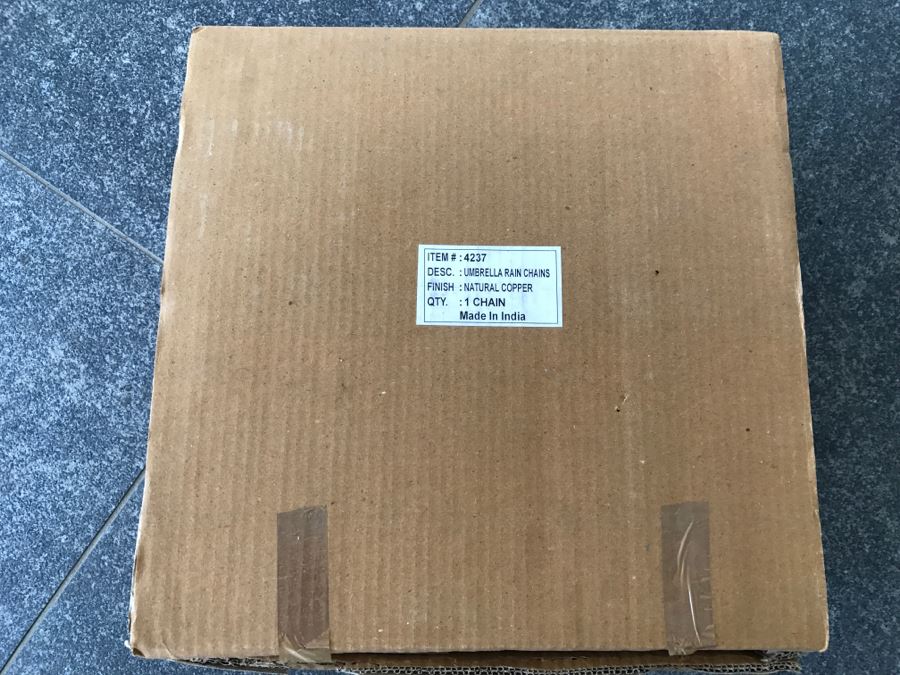 ITEM # : 4237
DESC. : UMBRELLA RAIN CHAINS
FINISH : NATURAL COPPER
QTY. : 1 CHAIN
Made In India